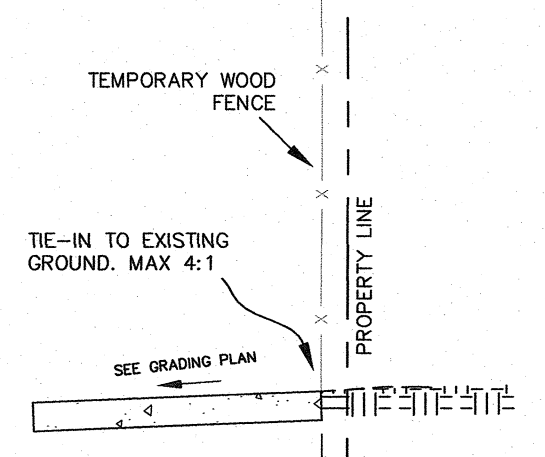 TEMPORARY WOOD
FENCE
PROPERTY LINE
TIE-IN TO EXISTING
GROUND. MAX 4:1
SEE GRADING PLAN